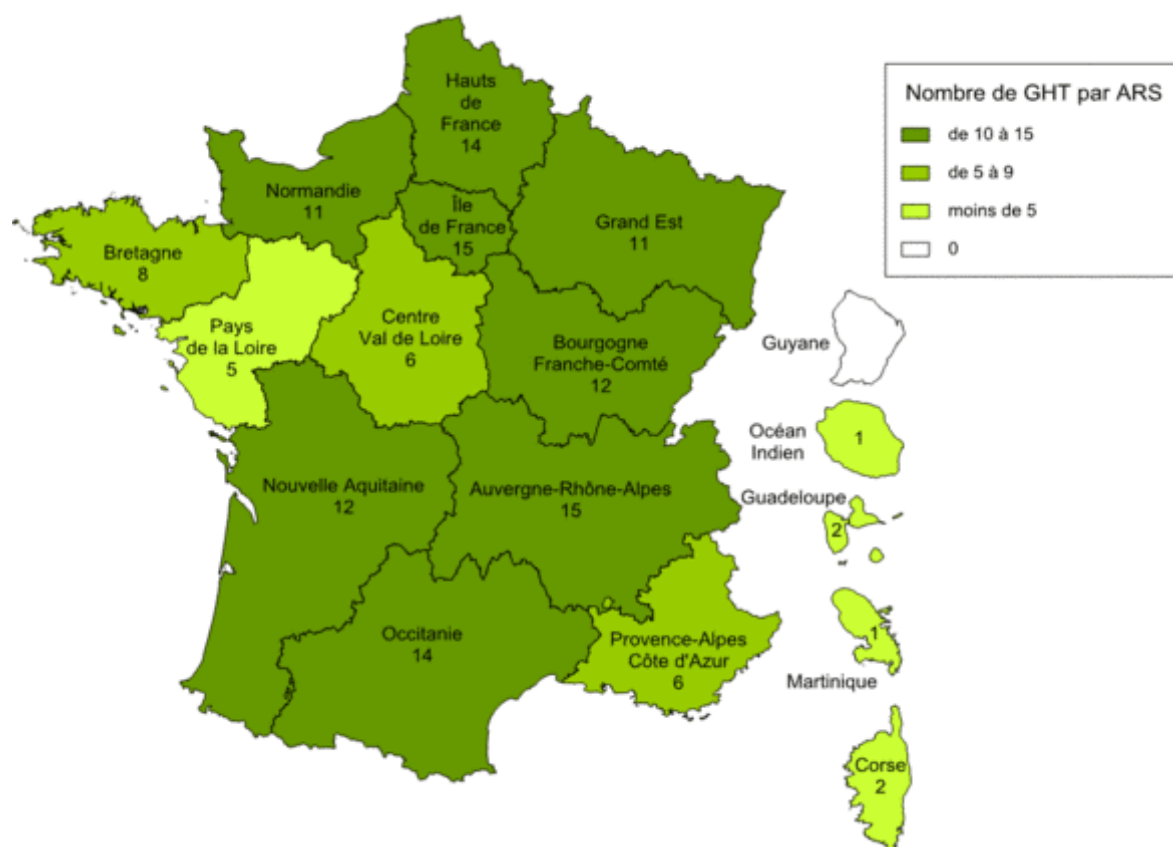 Nombre de GHT par ARS
de 10 à 15
de 5 à 9
moins de 5
0
Hauts
de
France
14
Normandie
11
Île
de France
15
Grand Est
11
Bretagne
8
Pays
de la Loire
5
Centre
Val de Loire
6
Bourgogne
Franche-Comté
12
Guyane
Océan
Indien
1
Nouvelle Aquitaine
12
Auvergne-Rhône-Alpes
15
Guadeloupe
2
Occitanie
14
Provence-Alpes
Côte d'Azur
6
1
Martinique
Corse
2